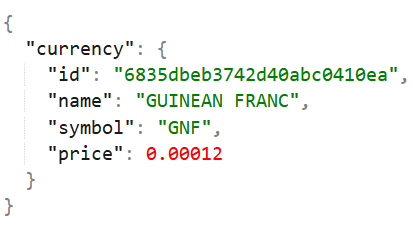 {
  "currency": {
    "id": "6835dbeb3742d40abc0410ea",
    "name": "GUINEAN FRANC",
    "symbol": "GNF",
    "price": 0.00012
  }
}